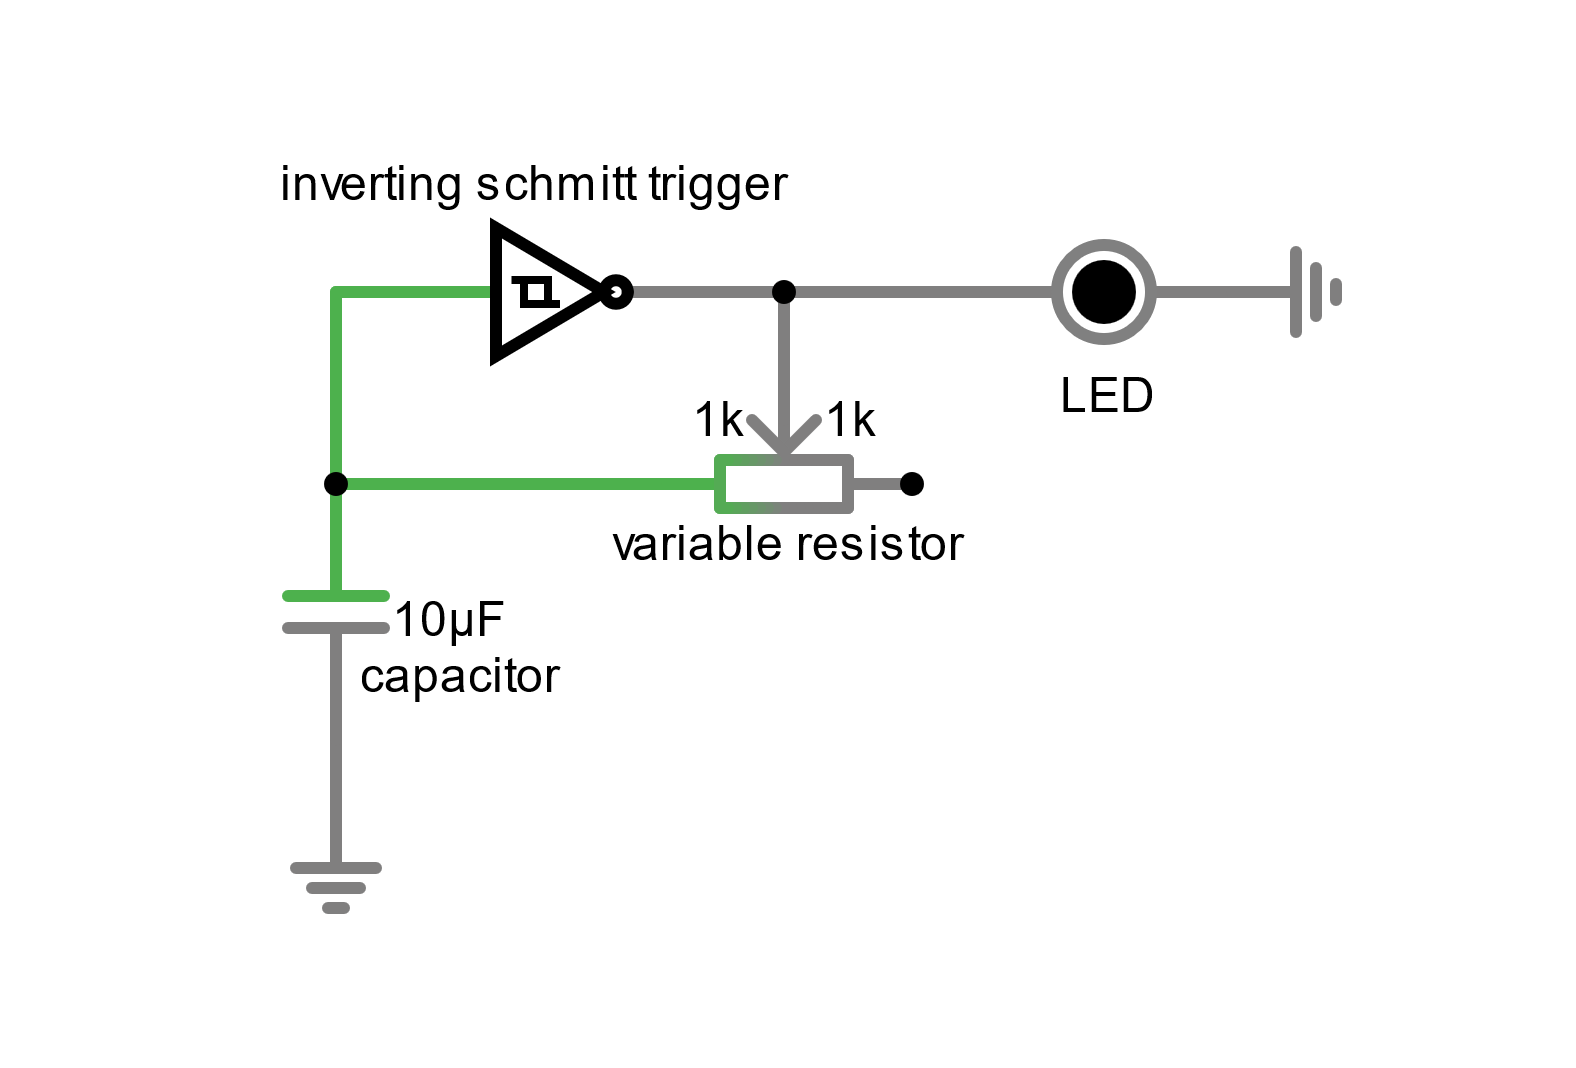 inverting schmitt trigger
LED
1k 1k
variable resistor
10µF
capacitor